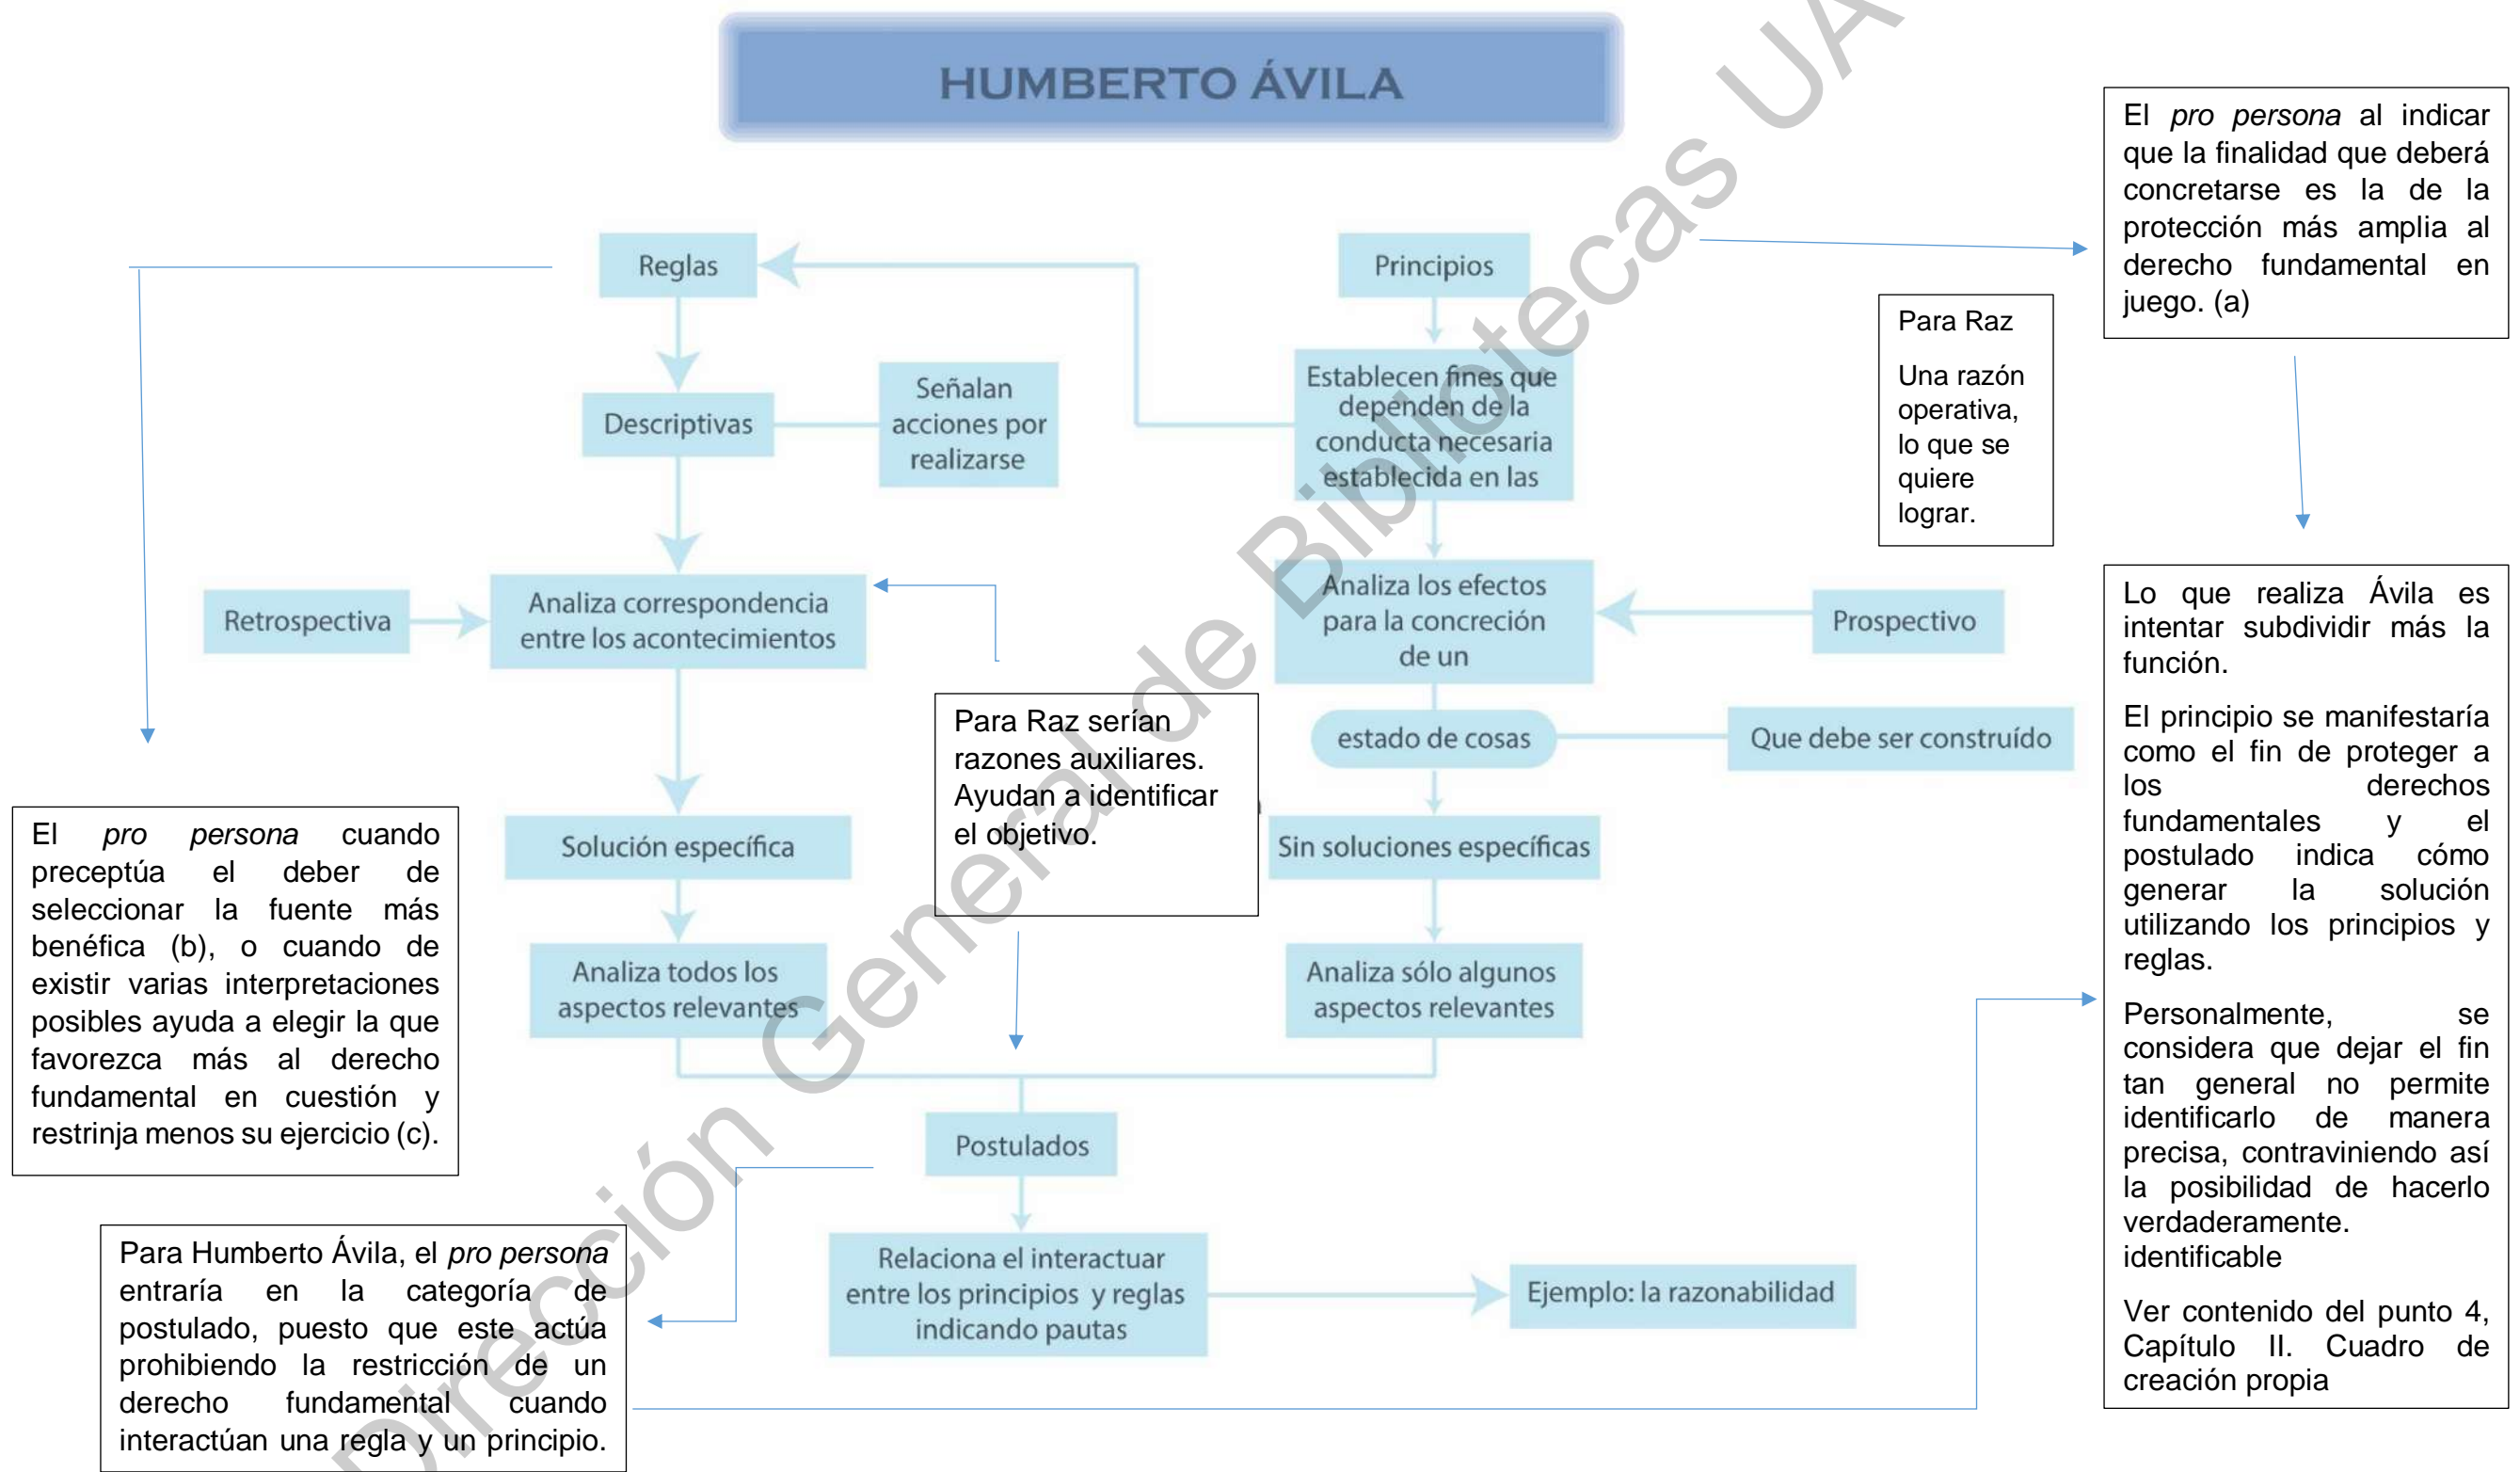 HUMBERTO ÁVILA
El pro persona al indicar
que la finalidad que deberá
concretarse es la de la
protección más amplia al
derecho fundamental en
juego. (a)
Reglas
Principios
Para Raz
Una razón
operativa,
lo que se
quiere
lograr.
Descriptivas
Señalan
acciones por
realizarse
Establecen fines que
dependen de la
conducta necesaria
establecida en las
Retrospectiva
Analiza correspondencia
entre los acontecimientos
Analiza los efectos
para la concreción
de un
Prospectivo
estado de cosas
Que debe ser construído
Para Raz serían
razones auxiliares.
Ayudan a identificar
el objetivo.
Lo que realiza Ávila es
intentar subdividir más la
función.
El principio se manifestaría
como el fin de proteger a
los derechos
fundamentales y el
postulado indica cómo
generar la solución
utilizando los principios y
reglas.
Personalmente, se
considera que dejar el fin
tan general no permite
identificarlo de manera
precisa, contraviniendo así
la posibilidad de hacerlo
verdaderamente.
identificable
Ver contenido del punto 4,
Capítulo II. Cuadro de
creación propia
El pro persona cuando
preceptúa el deber de
seleccionar la fuente más
benéfica (b), o cuando de
existir varias interpretaciones
posibles ayuda a elegir la que
favorezca más al derecho
fundamental en cuestión y
restrinja menos su ejercicio (c).
Solución específica
Sin soluciones específicas
Analiza todos los
aspectos relevantes
Analiza sólo algunos
aspectos relevantes
Postulados
Relaciona el interactuar
entre los principios y reglas
indicando pautas
Ejemplo: la razonabilidad
Para Humberto Ávila, el pro persona
entraría en la categoría de
postulado, puesto que este actúa
prohibiendo la restricción de un
derecho fundamental cuando
interactúan una regla y un principio.
Dirección General de Bibliotecas UA